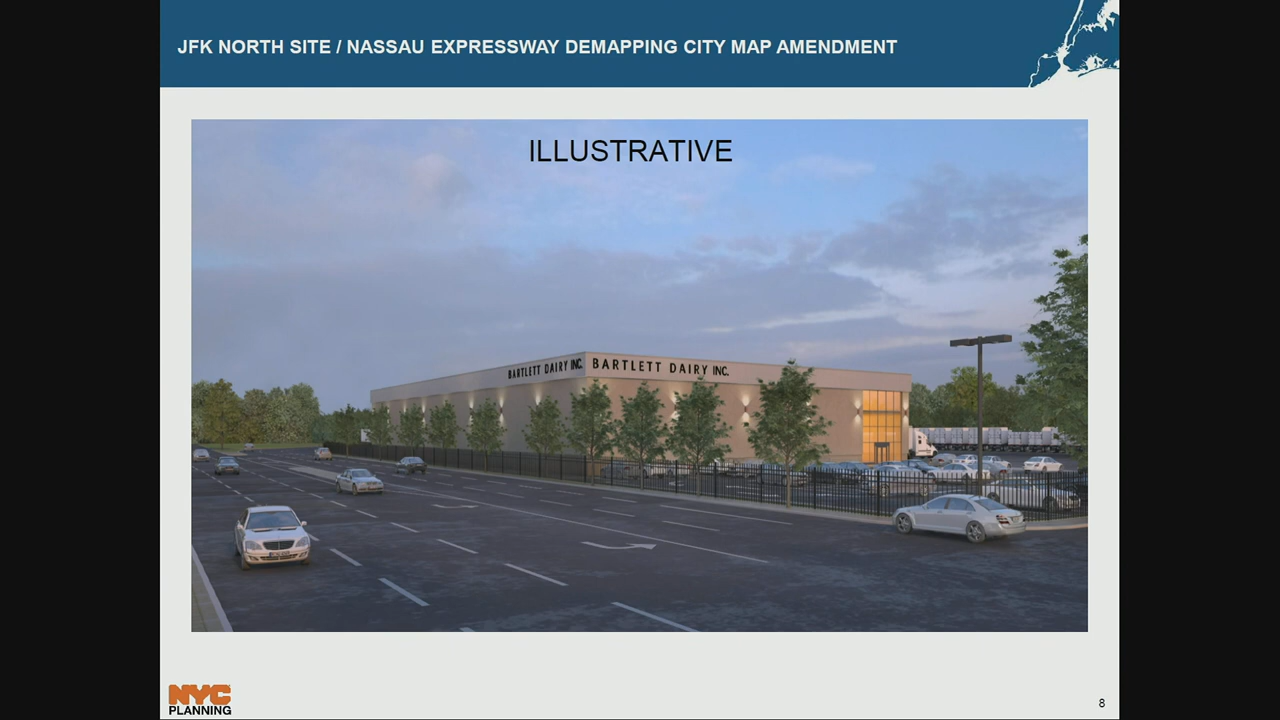 JFK NORTH SITE / NASSAU EXPRESSWAY DEMAPPING CITY MAP AMENDMENT
ILLUSTRATIVE
BARTLETT DAIRY INC. BARTLETT DAIRY INC.
NYC
PLANNING
8